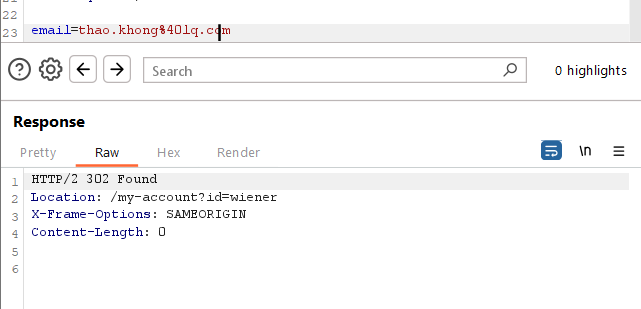 22
23 email=thao.khong%40lq.com
Search
0 highlights
Response
Pretty Raw Hex Render
\n
1 HTTP/2 302 Found
2 Location: /my-account?id=wiener
3 X-Frame-Options: SAMEORIGIN
4 Content-Length: 0
5
6